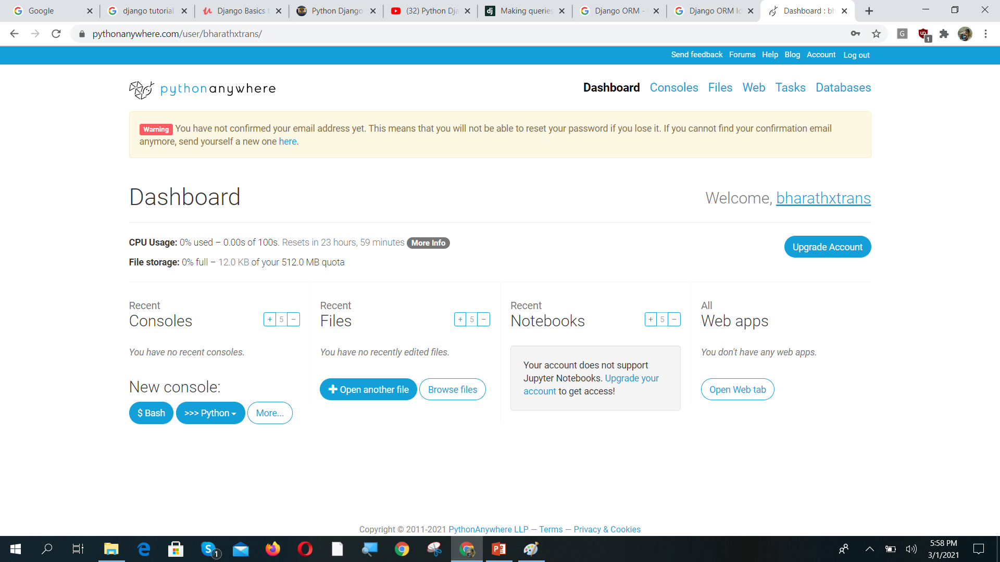 Google
django tutorial
Django Basics t
Python Django
(32) Python Dja
dj Making queries
Django ORM -
Django ORM lo
Dashboard : bh
pythonanywhere.com/user/bharathxtrans/
G
1
Send feedback Forums Help Blog Account Log out
pythonanywhere
Dashboard Consoles Files Web Tasks Databases
Warning You have not confirmed your email address yet. This means that you will not be able to reset your password if you lose it. If you cannot find your confirmation email
anymore, send yourself a new one here.
Dashboard
Welcome, bharathxtrans
CPU Usage: 0% used – 0.00s of 100s. Resets in 23 hours, 59 minutes More Info
Upgrade Account
File storage: 0% full – 12.0 KB of your 512.0 MB quota
Recent
Consoles
+ 5 −
You have no recent consoles.
New console:
$ Bash >>> Python More...
Recent
Files
+ 5 −
You have no recently edited files.
+ Open another file Browse files
Recent
Notebooks
+ 5 −
Your account does not support
Jupyter Notebooks. Upgrade your
account to get access!
All
Web apps
You don't have any web apps.
Open Web tab
Copyright © 2011-2021 PythonAnywhere LLP — Terms — Privacy & Cookies
1
5:58 PM
3/1/2021